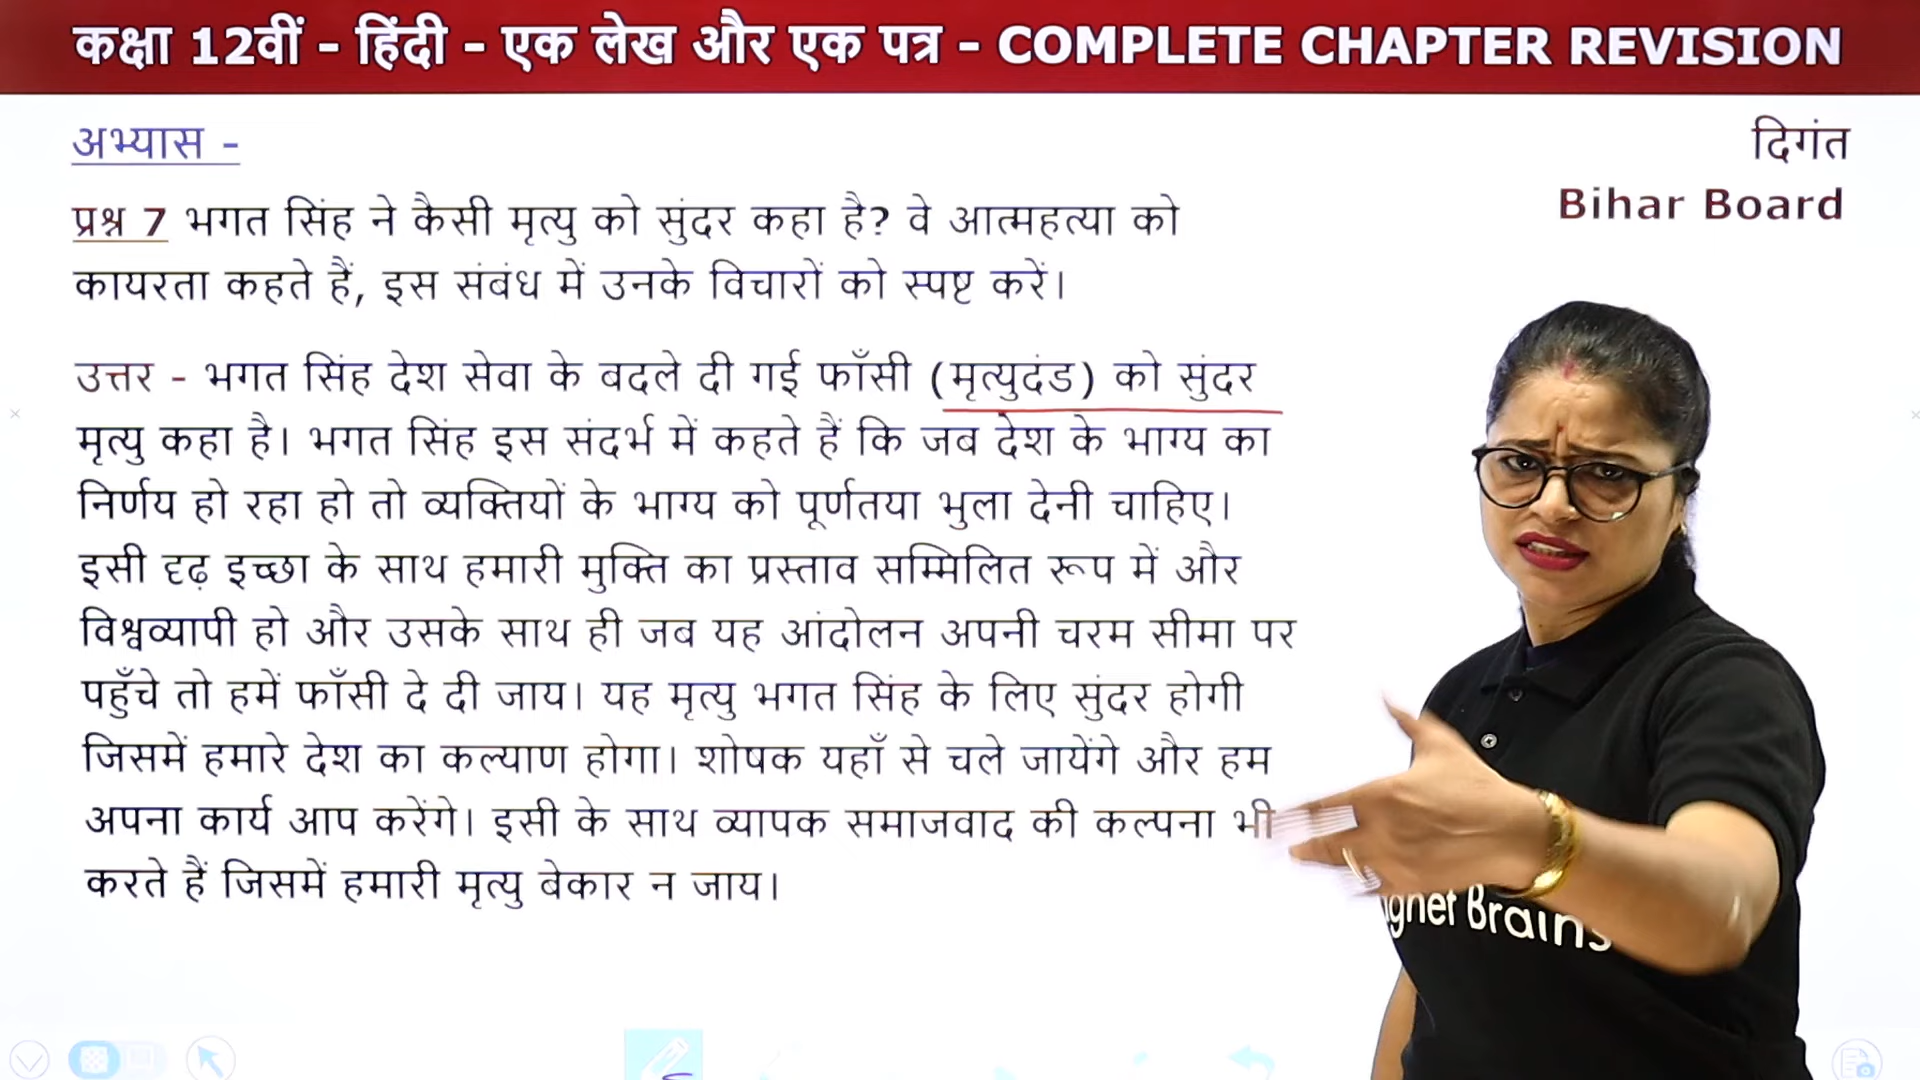 कक्षा 12वीं - हिंदी - एक लेख और एक पत्र - COMPLETE CHAPTER REVISION
अभ्यास -
दिगंत
Bihar Board
प्रश्न 7 भगत सिंह ने कैसी मृत्यु को सुंदर कहा है? वे आत्महत्या को
कायरता कहते हैं, इस संबंध में उनके विचारों को स्पष्ट करें।
उत्तर - भगत सिंह देश सेवा के बदले दी गई फाँसी (मृत्युदंड) को सुंदर
मृत्यु कहा है। भगत सिंह इस संदर्भ में कहते हैं कि जब देश के भाग्य का
निर्णय हो रहा हो तो व्यक्तियों के भाग्य को पूर्णतया भुला देनी चाहिए।
इसी दृढ़ इच्छा के साथ हमारी मुक्ति का प्रस्ताव सम्मिलित रूप में और
विश्वव्यापी हो और उसके साथ ही जब यह आंदोलन अपनी चरम सीमा पर
पहुँचे तो हमें फाँसी दे दी जाय। यह मृत्यु भगत सिंह के लिए सुंदर होगी
जिसमें हमारे देश का कल्याण होगा। शोषक यहाँ से चले जायेंगे और हम
अपना कार्य आप करेंगे। इसी के साथ व्यापक समाजवाद की कल्पना भी
करते हैं जिसमें हमारी मृत्यु बेकार न जाय।
Brains